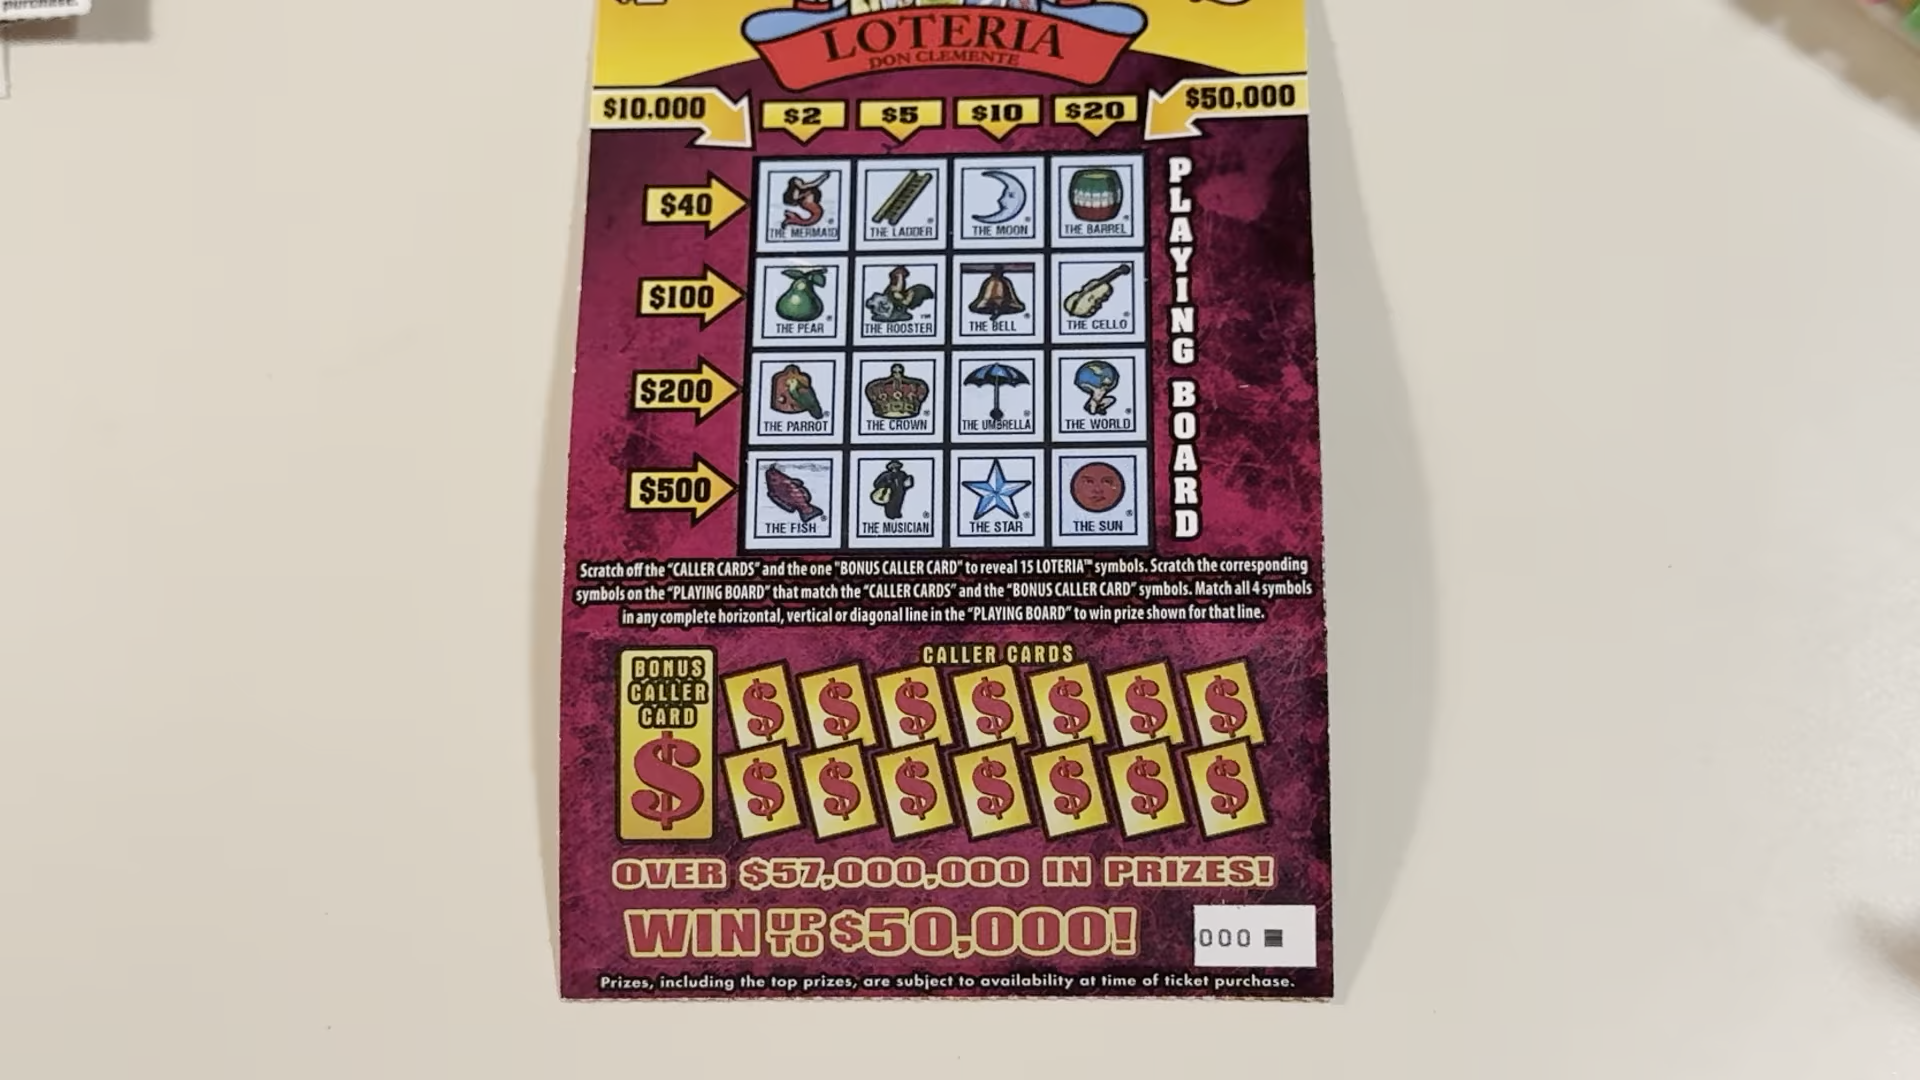 purchase.
LOTERIA
DON CLEMENTE
$10,000 $2 $5 $10 $20 $50,000
PLAYING BOARD
$40
THE MERMAID THE LADDER THE MOON THE BARREL
$100
THE PEAR THE ROOSTER THE BELL THE CELLO
$200
THE PARROT THE CROWN THE UMBRELLA THE WORLD
$500
THE FISH THE MUSICIAN THE STAR THE SUN
Scratch off the "CALLER CARDS" and the one "BONUS CALLER CARD" to reveal 15 LOTERIA™ symbols. Scratch the corresponding
symbols on the "PLAYING BOARD" that match the "CALLER CARDS" and the "BONUS CALLER CARD" symbols. Match all 4 symbols
in any complete horizontal, vertical or diagonal line in the "PLAYING BOARD" to win prize shown for that line.
BONUS
CALLER
CARD
$
CALLER CARDS
$ $ $ $ $ $ $
$ $ $ $ $ $ $
OVER $57,000,000 IN PRIZES!
WIN UP TO $50,000!
000
Prizes, including the top prizes, are subject to availability at time of ticket purchase.